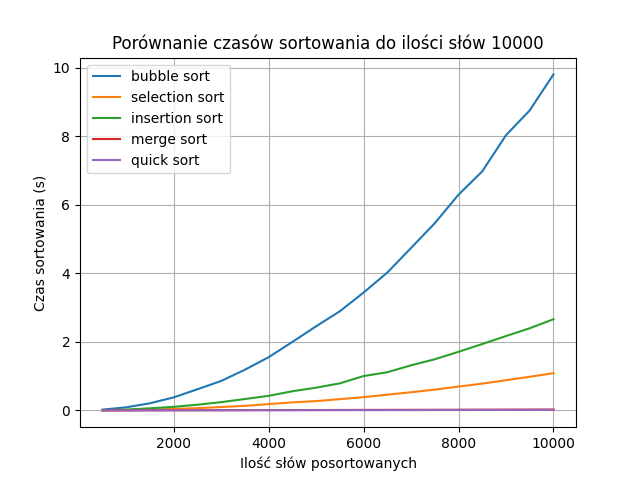 Porównanie czasów sortowania do ilości słów 10000
bubble sort
selection sort
insertion sort
merge sort
quick sort
Czas sortowania (s)
10
8
6
4
2
0
2000 4000 6000 8000 10000
Ilość słów posortowanych